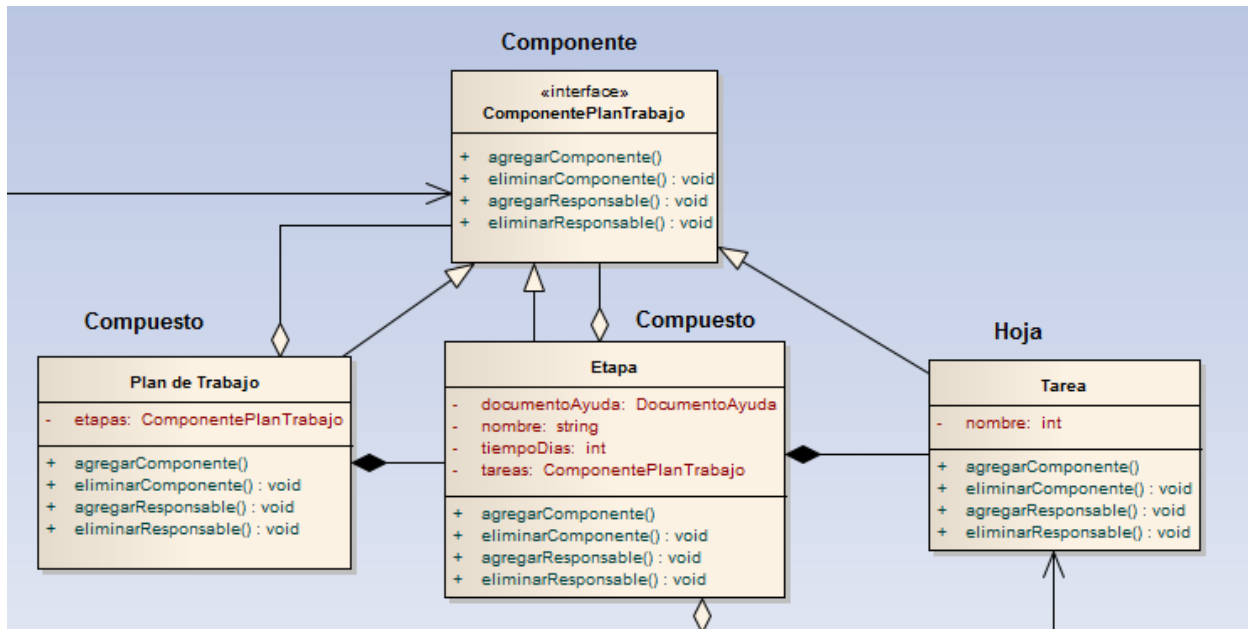 Componente
«interface»
ComponentePlanTrabajo
+ agregarComponente()
+ eliminarComponente() : void
+ agregarResponsable() : void
+ eliminarResponsable() : void
Compuesto
Plan de Trabajo
- etapas: ComponentePlanTrabajo
+ agregarComponente()
+ eliminarComponente() : void
+ agregarResponsable() : void
+ eliminarResponsable() : void
Compuesto
Etapa
- documentoAyuda: DocumentoAyuda
- nombre: string
- tiempoDias: int
- tareas: ComponentePlanTrabajo
+ agregarComponente()
+ eliminarComponente() : void
+ agregarResponsable() : void
+ eliminarResponsable() : void
Hoja
Tarea
- nombre: int
+ agregarComponente()
+ eliminarComponente() : void
+ agregarResponsable() : void
+ eliminarResponsable() : void